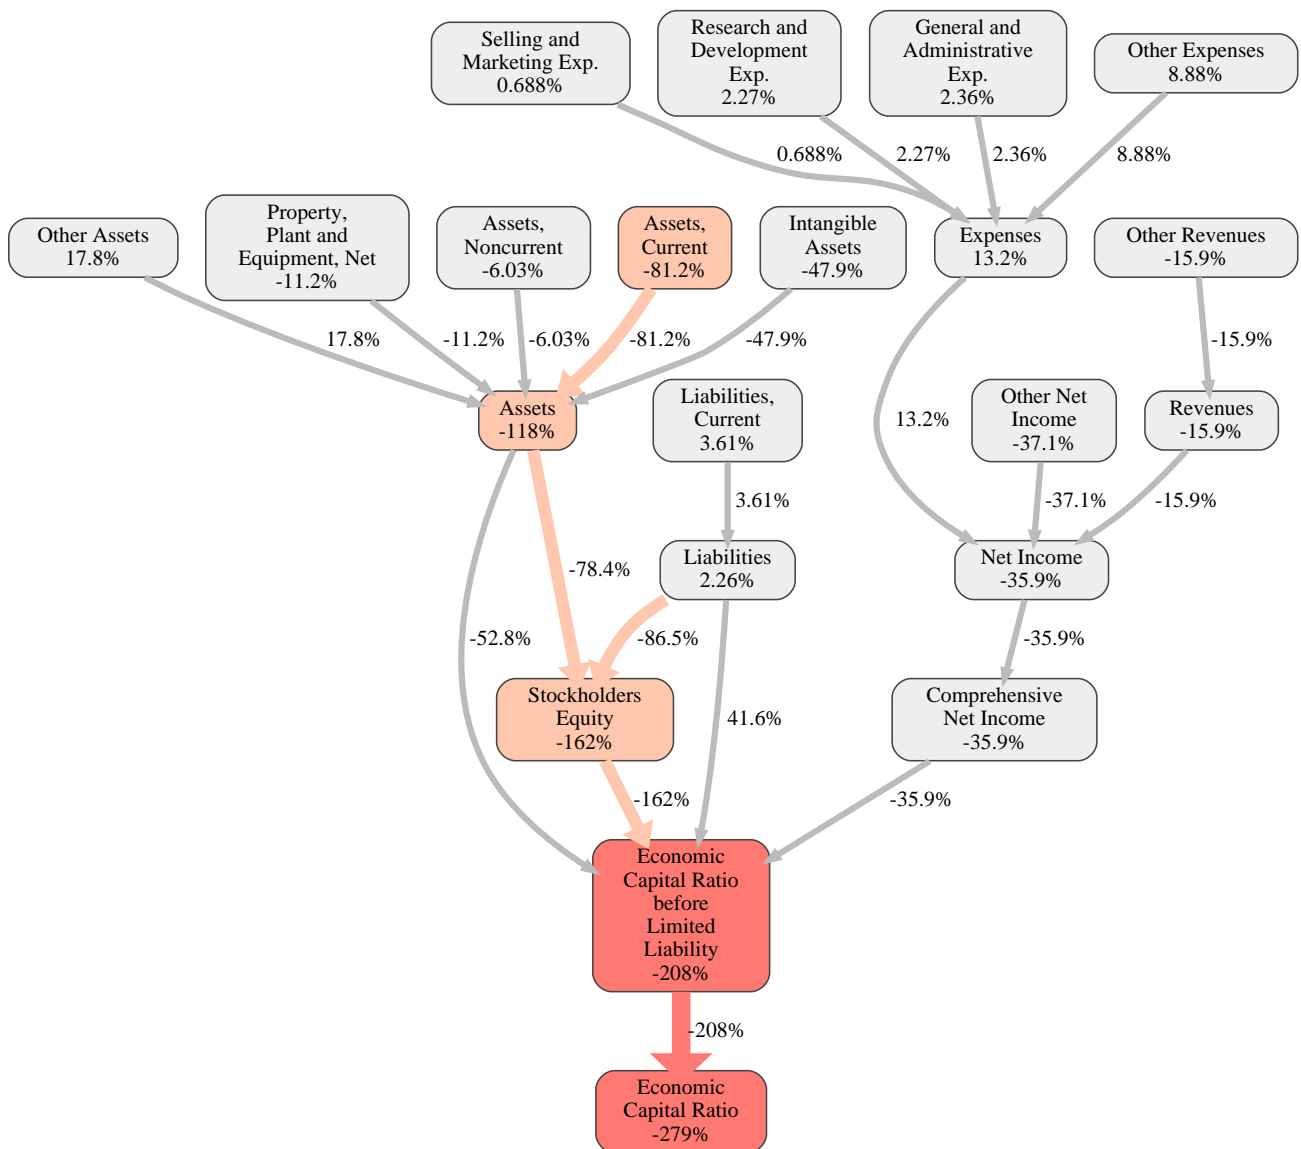 Selling and
Marketing Exp.
0.688%
Research and
Development
Exp.
2.27%
General and
Administrative
Exp.
2.36%
Other Expenses
8.88%
0.688%
2.27%
2.36%
8.88%
Other Assets
17.8%
Property,
Plant and
Equipment, Net
-11.2%
Assets,
Noncurrent
-6.03%
Assets,
Current
-81.2%
Intangible
Assets
-47.9%
Expenses
13.2%
Other Revenues
-15.9%
17.8%
-11.2%
-6.03%
-81.2%
-47.9%
-15.9%
Assets
-118%
Liabilities,
Current
3.61%
13.2%
Other Net
Income
-37.1%
Revenues
-15.9%
3.61%
-37.1%
-15.9%
-78.4%
Liabilities
2.26%
Net Income
-35.9%
-52.8%
-86.5%
-35.9%
Stockholders
Equity
-162%
41.6%
Comprehensive
Net Income
-35.9%
-162%
-35.9%
Economic
Capital Ratio
before
Limited
Liability
-208%
-208%
Economic
Capital Ratio
-279%